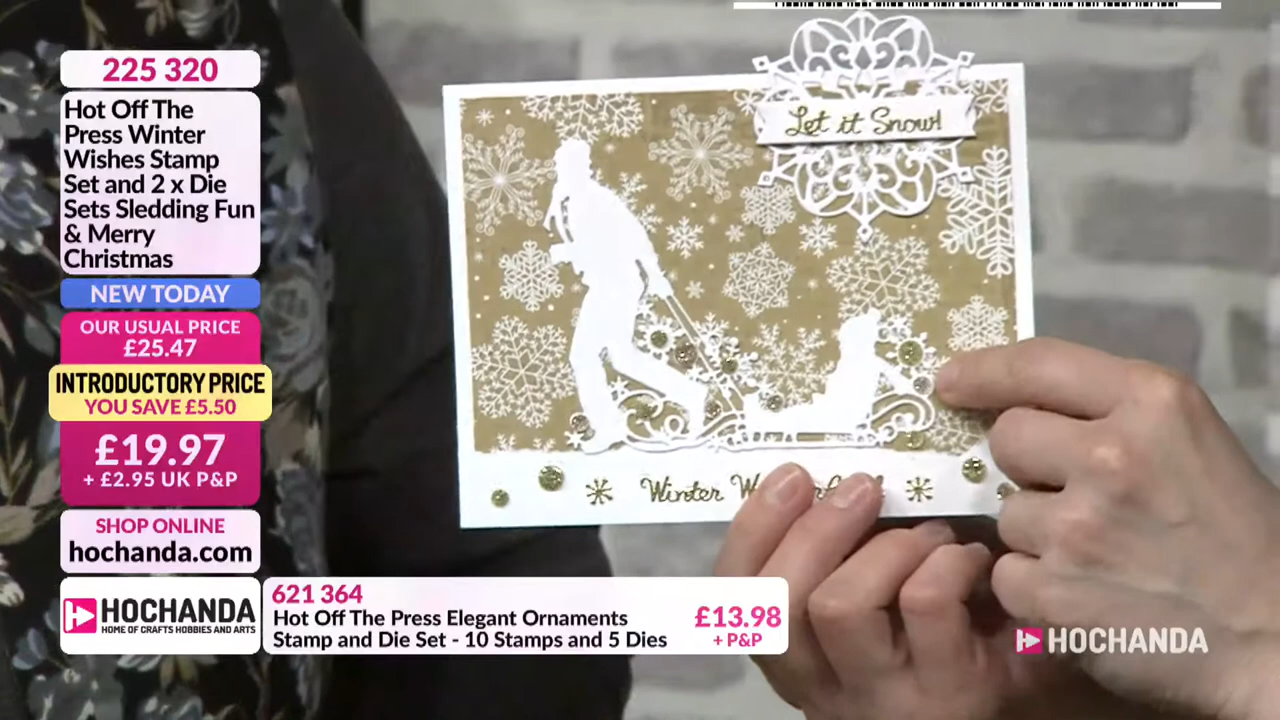 225 320
Hot Off The
Press Winter
Wishes Stamp
Set and 2 x Die
Sets Sledding Fun
& Merry
Christmas
NEW TODAY
OUR USUAL PRICE
£25.47
INTRODUCTORY PRICE
YOU SAVE £5.50
£19.97
+ £2.95 UK P&P
SHOP ONLINE
hochanda.com
HOCHANDA
HOME OF CRAFTS HOBBIES AND ARTS
621 364
Hot Off The Press Elegant Ornaments
Stamp and Die Set - 10 Stamps and 5 Dies
£13.98
+ P&P
Let it Snow!
Winter
HOCHANDA